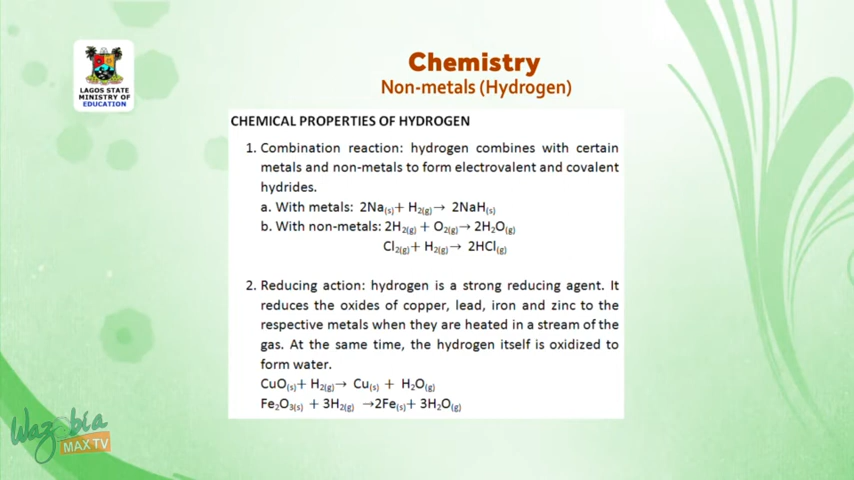 Chemistry
Non-metals (Hydrogen)
LAGOS STATE
MINISTRY OF
EDUCATION
CHEMICAL PROPERTIES OF HYDROGEN
1. Combination reaction: hydrogen combines with certain
metals and non-metals to form electrovalent and covalent
hydrides.
a. With metals: 2Na(s)+ H2(g)→ 2NaH(s)
b. With non-metals: 2H2(g) + O2(g)→ 2H2O(g)
Cl2(g)+ H2(g)→ 2HCl(g)
2. Reducing action: hydrogen is a strong reducing agent. It
reduces the oxides of copper, lead, iron and zinc to the
respective metals when they are heated in a stream of the
gas. At the same time, the hydrogen itself is oxidized to
form water.
CuO(s)+ H2(g)→ Cu(s) + H2O(g)
Fe2O3(s) + 3H2(g) →2Fe(s)+ 3H2O(g)
Wazobia
MAX TV